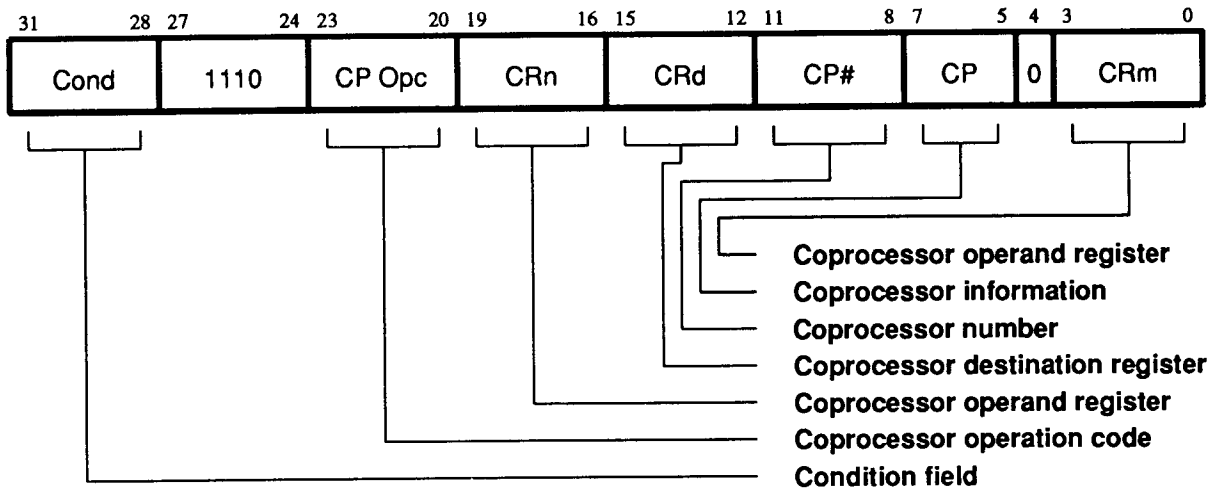 31 28 27 24 23 20 19 16 15 12 11 8 7 5 4 3 0
Cond 1110 CP Opc CRn CRd CP# CP 0 CRm
Coprocessor operand register
Coprocessor information
Coprocessor number
Coprocessor destination register
Coprocessor operand register
Coprocessor operation code
Condition field